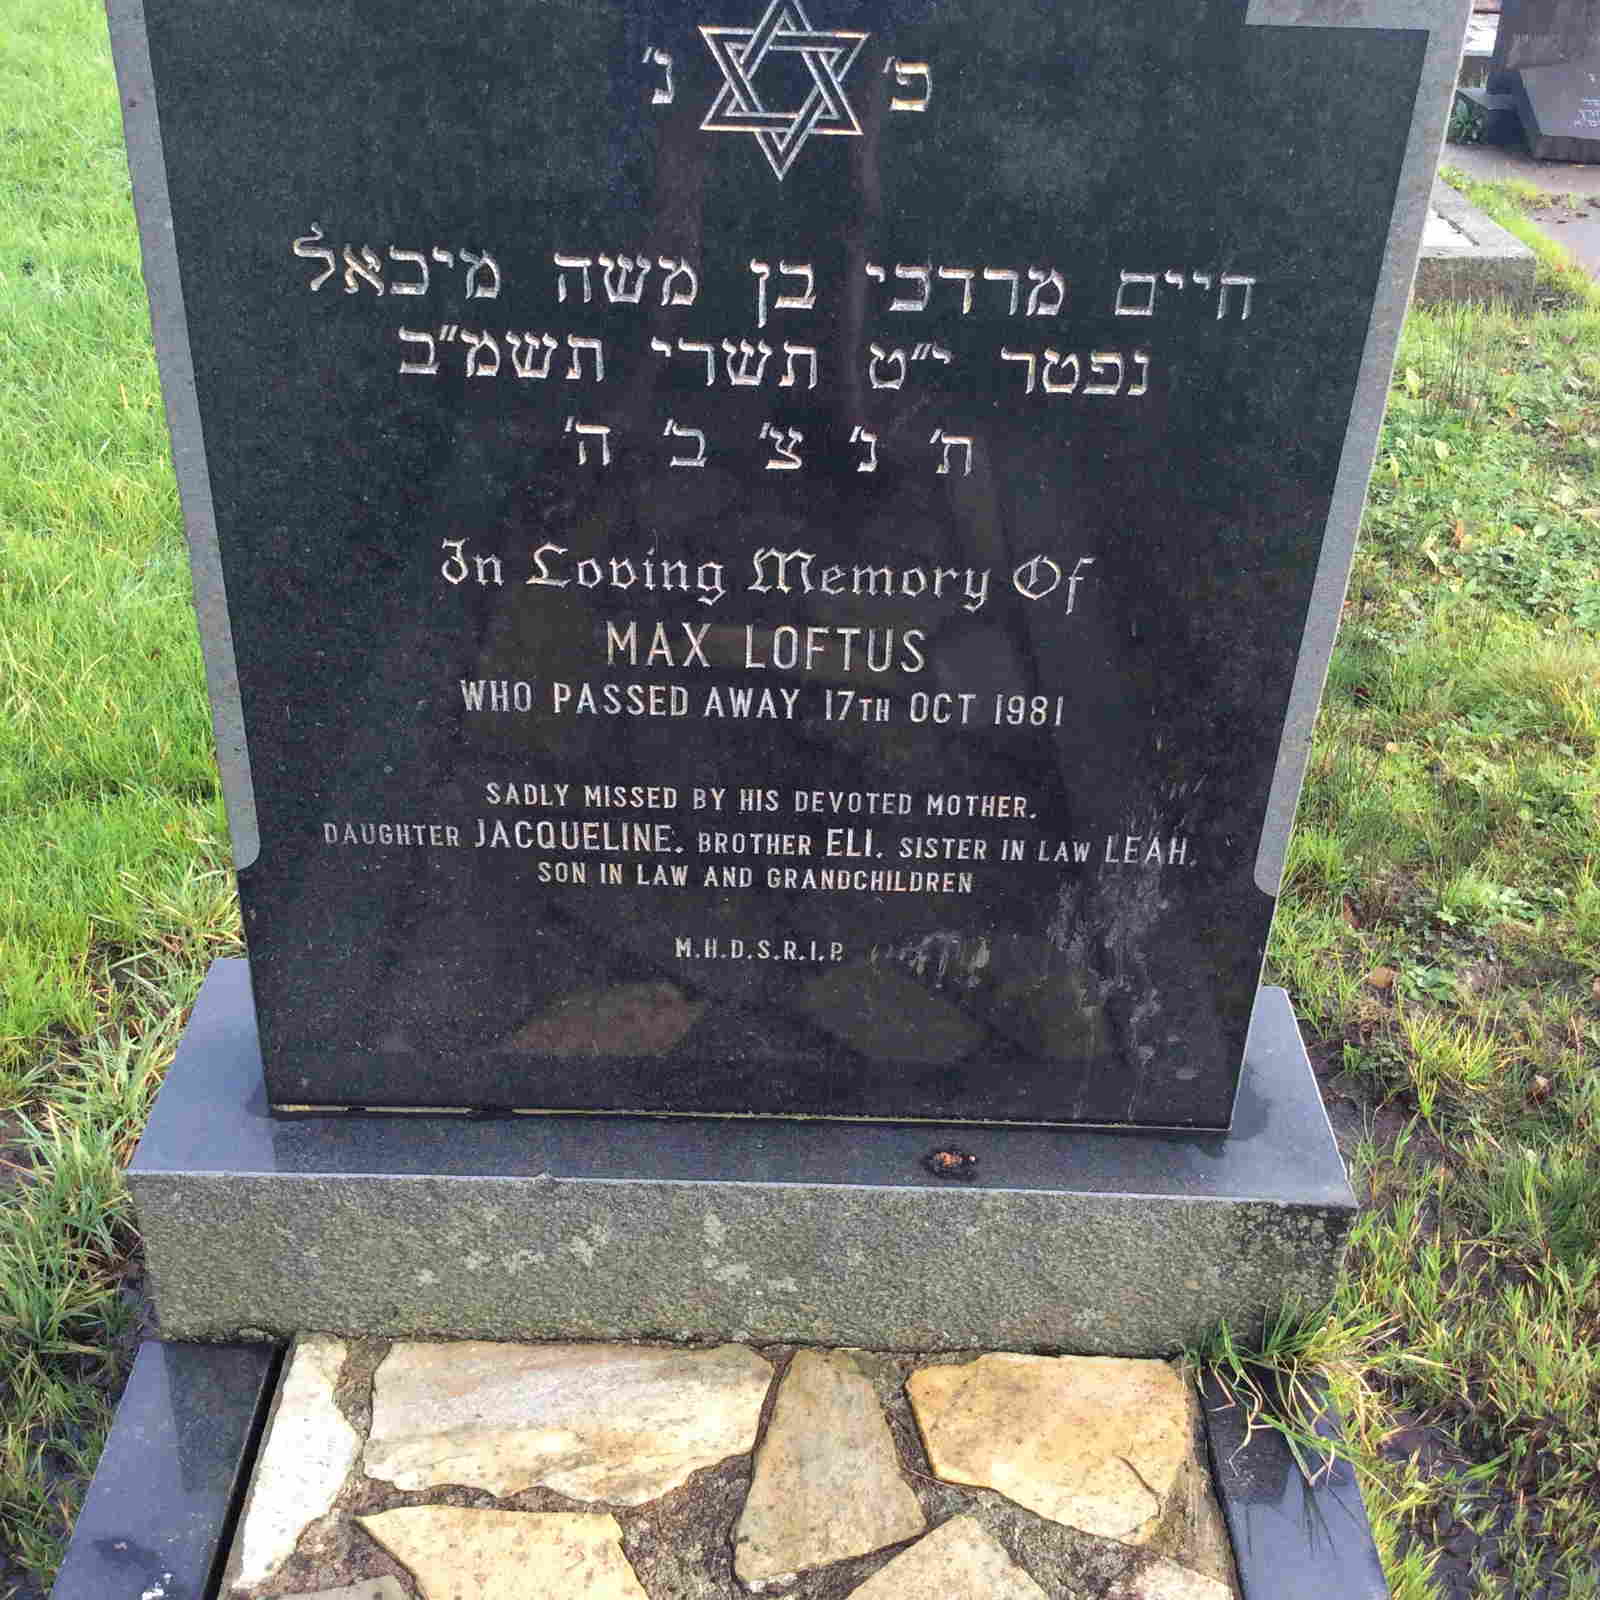 פ' נ'
חיים מרדכי בן משה מיכאל
נפטר י"ט תשרי תשמ"ב
ת' נ' צ' ב' ה'
In Loving Memory Of
MAX LOFTUS
WHO PASSED AWAY 17TH OCT 1981
SADLY MISSED BY HIS DEVOTED MOTHER.
DAUGHTER JACQUELINE. BROTHER ELI. SISTER IN LAW LEAH.
SON IN LAW AND GRANDCHILDREN
M.H.D.S.R.I.P.